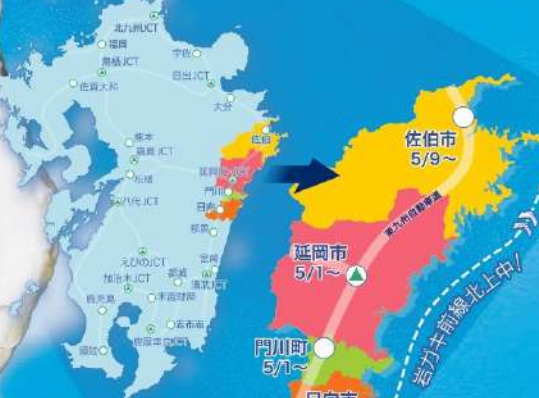 北九州JCT
福岡
鳥栖JCT
佐賀大和
宇佐
日出JCT
大分
佐伯
熊本
嘉島JCT
松橋
八代JCT
延岡JCT
門川
日向
都農
えびのJCT
加治木JCT
宮崎
清武JCT
都城
末吉財部
鹿児島
志布志
佐伯市
5/9～
東九州自動車道
延岡市
5/1～
門川町
5/1～
日向市
岩ガキ前線北上中！